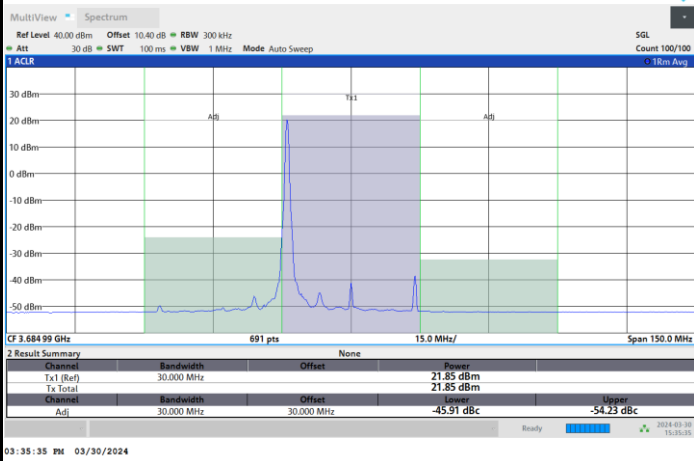 MultiView Spectrum
Ref Level 40.00 dBm Offset 10.40 dB RBW 300 kHz SGL
Att 30 dB SWT 100 ms VBW 1 MHz Mode Auto Sweep Count 100/100
1 ACLR 1Rm Avg
30 dBm
Tx1
20 dBm Adj Adj
10 dBm
0 dBm
-10 dBm
-20 dBm
-30 dBm
-40 dBm
-50 dBm
CF 3.684 99 GHz 691 pts 15.0 MHz/ Span 150.0 MHz
2 Result Summary None
Channel Bandwidth Offset Power
Tx1 (Ref) 30.000 MHz 21.85 dBm
Tx Total 21.85 dBm
Channel Bandwidth Offset Lower Upper
Adj 30.000 MHz 30.000 MHz -45.91 dBc -54.23 dBc
Ready 2024-03-30
15:35:35
03:35:35 PM 03/30/2024